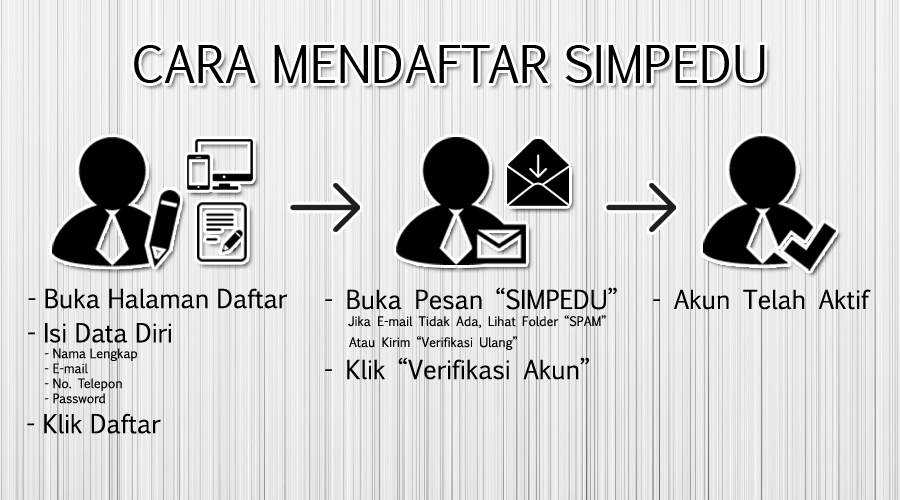 CARA MENDAFTAR SIMPEDU
- Buka Halaman Daftar
- Isi Data Diri
- Nama Lengkap
- E-mail
- No. Telepon
- Password
- Klik Daftar
- Buka Pesan “SIMPEDU”
Jika E-mail Tidak Ada, Lihat Folder “SPAM”
Atau Kirim “Verifikasi Ulang”
- Klik “Verifikasi Akun”
- Akun Telah Aktif